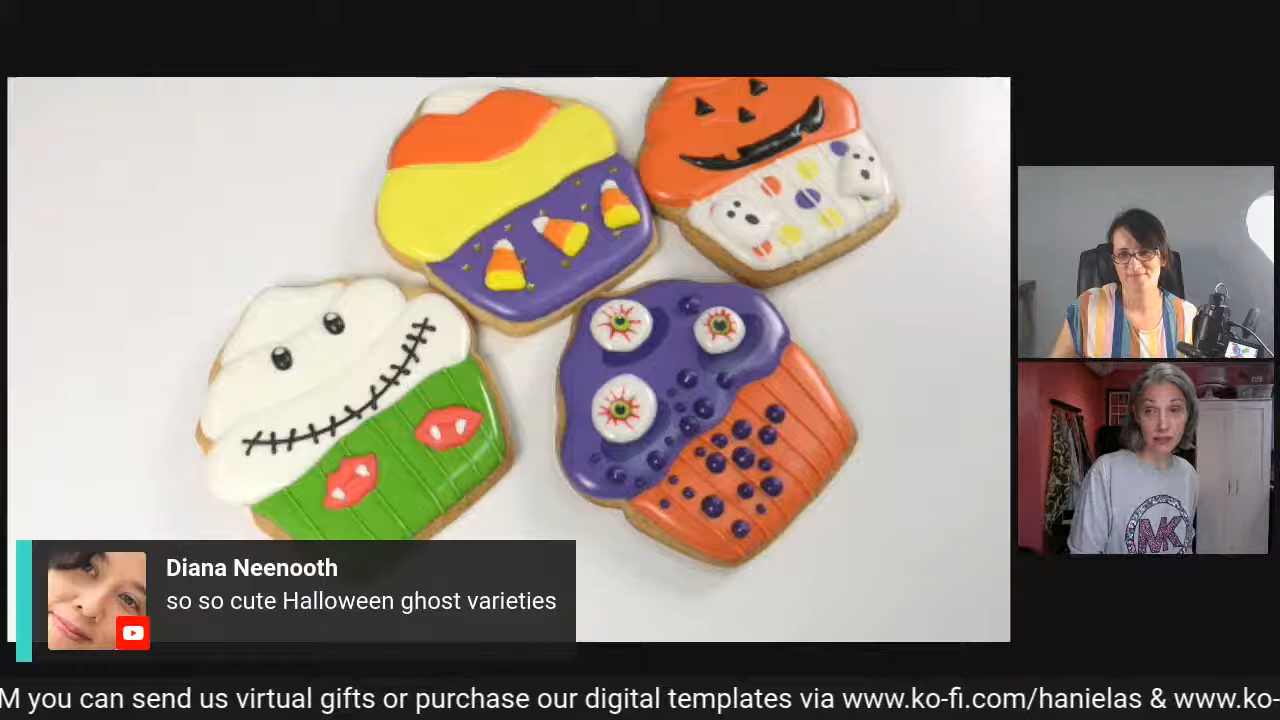 MK
Diana Neenooth
so so cute Halloween ghost varieties
M you can send us virtual gifts or purchase our digital templates via www.ko-fi.com/hanielas & www.ko-